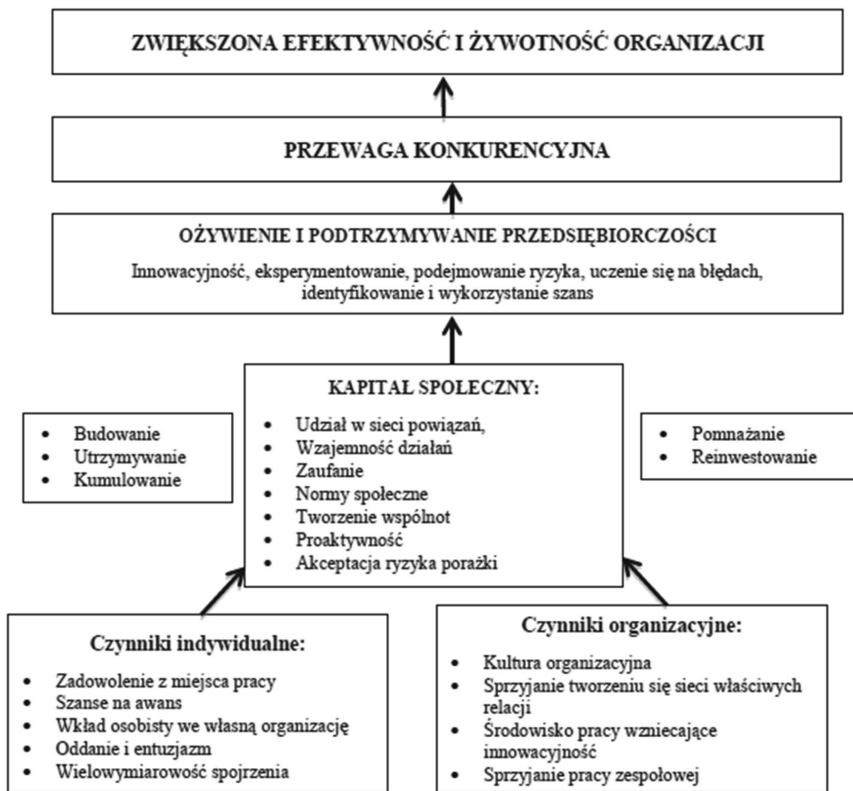 ZWIĘKSZONA EFEKTYWNOŚĆ I ŻYWOTNOŚĆ ORGANIZACJI
PRZEWAGA KONKURENCYJNA
OŻYWIENIE I PODTRZYMYWANIE PRZEDSIĘBIORCZOŚCI
Innowacyjność, eksperymentowanie, podejmowanie ryzyka, uczenie się na błędach,
identyfikowanie i wykorzystanie szans
KAPITAŁ SPOŁECZNY:
• Udział w sieci powiązań,
• Wzajemność działań
• Zaufanie
• Normy społeczne
• Tworzenie wspólnot
• Proaktywność
• Akceptacja ryzyka porażki
• Budowanie
• Utrzymywanie
• Kumulowanie
• Pomnażanie
• Reinwestowanie
Czynniki indywidualne:
• Zadowolenie z miejsca pracy
• Szanse na awans
• Wkład osobisty we własną organizację
• Oddanie i entuzjazm
• Wielowymiarowość spojrzenia
Czynniki organizacyjne:
• Kultura organizacyjna
• Sprzyjanie tworzeniu się sieci właściwych
relacji
• Środowisko pracy wzniecające
innowacyjność
• Sprzyjanie pracy zespołowej